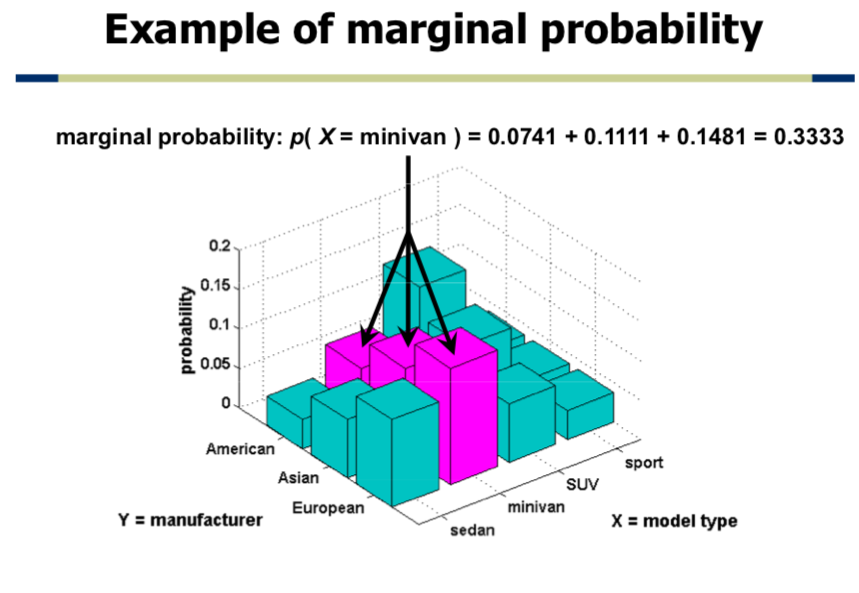 Example of marginal probability
marginal probability: p( X = minivan ) = 0.0741 + 0.1111 + 0.1481 = 0.3333
0.2
0.15
0.1
0.05
0
probability
American
Asian
European
Y = manufacturer
sport
SUV
minivan
sedan
X = model type